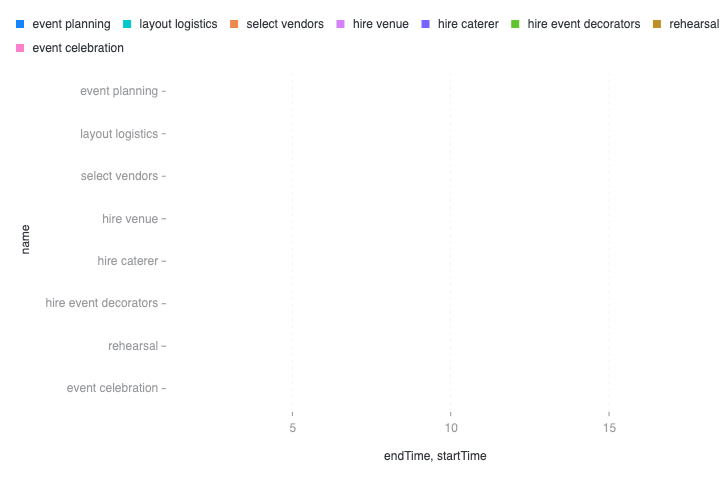 event planning layout logistics select vendors hire venue hire caterer hire event decorators rehearsal
event celebration
event planning
layout logistics
select vendors
hire venue
hire caterer
hire event decorators
rehearsal
event celebration
name
5 10 15
endTime, startTime